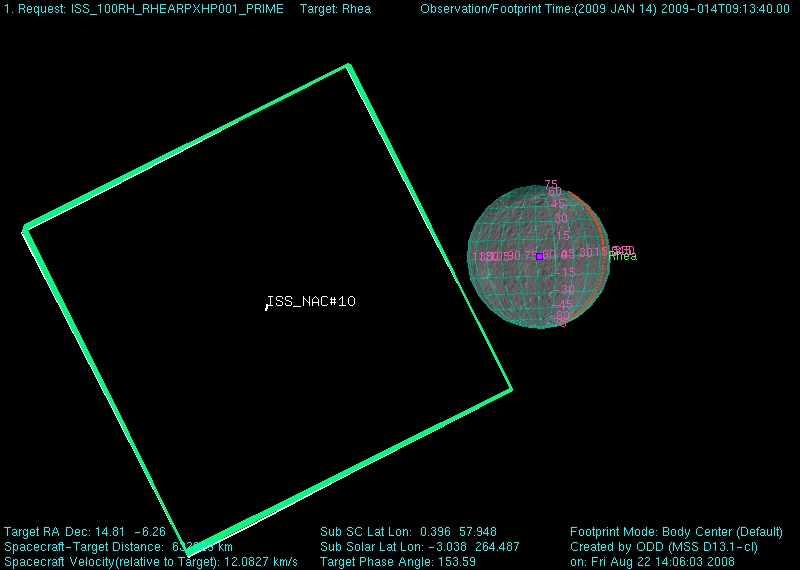 1. Request: ISS_100RH_RHEARPXHP001_PRIME Target: Rhea Observation/Footprint Time:(2009 JAN 14) 2009-014T09:13:40.00
75
60
45
30
15
75 30 0 30 15
Rhea
-15
-30
-45
-60
ISS_NAC#10
Target RA Dec: 14.81 -6.26 Sub SC Lat Lon: 0.396 57.948 Footprint Mode: Body Center (Default)
Spacecraft-Target Distance: km Sub Solar Lat Lon: -3.038 264.487 Created by ODD (MSS D13.1-cl)
Spacecraft Velocity(relative to Target): 12.0827 km/s Target Phase Angle: 153.59 on: Fri Aug 22 14:06:03 2008